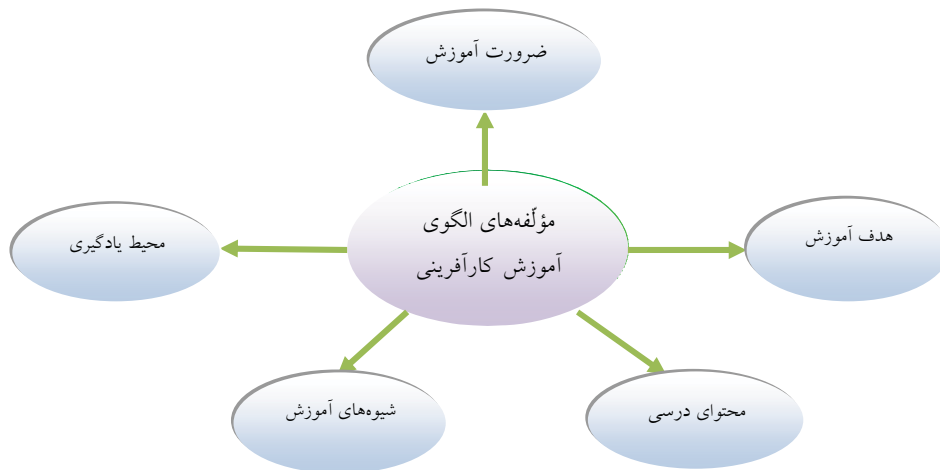 ضرورت آموزش
مؤلّفه‌های الگوی
آموزش کارآفرینی
هدف آموزش
محیط یادگیری
محتوای درسی
شیوه‌های آموزش